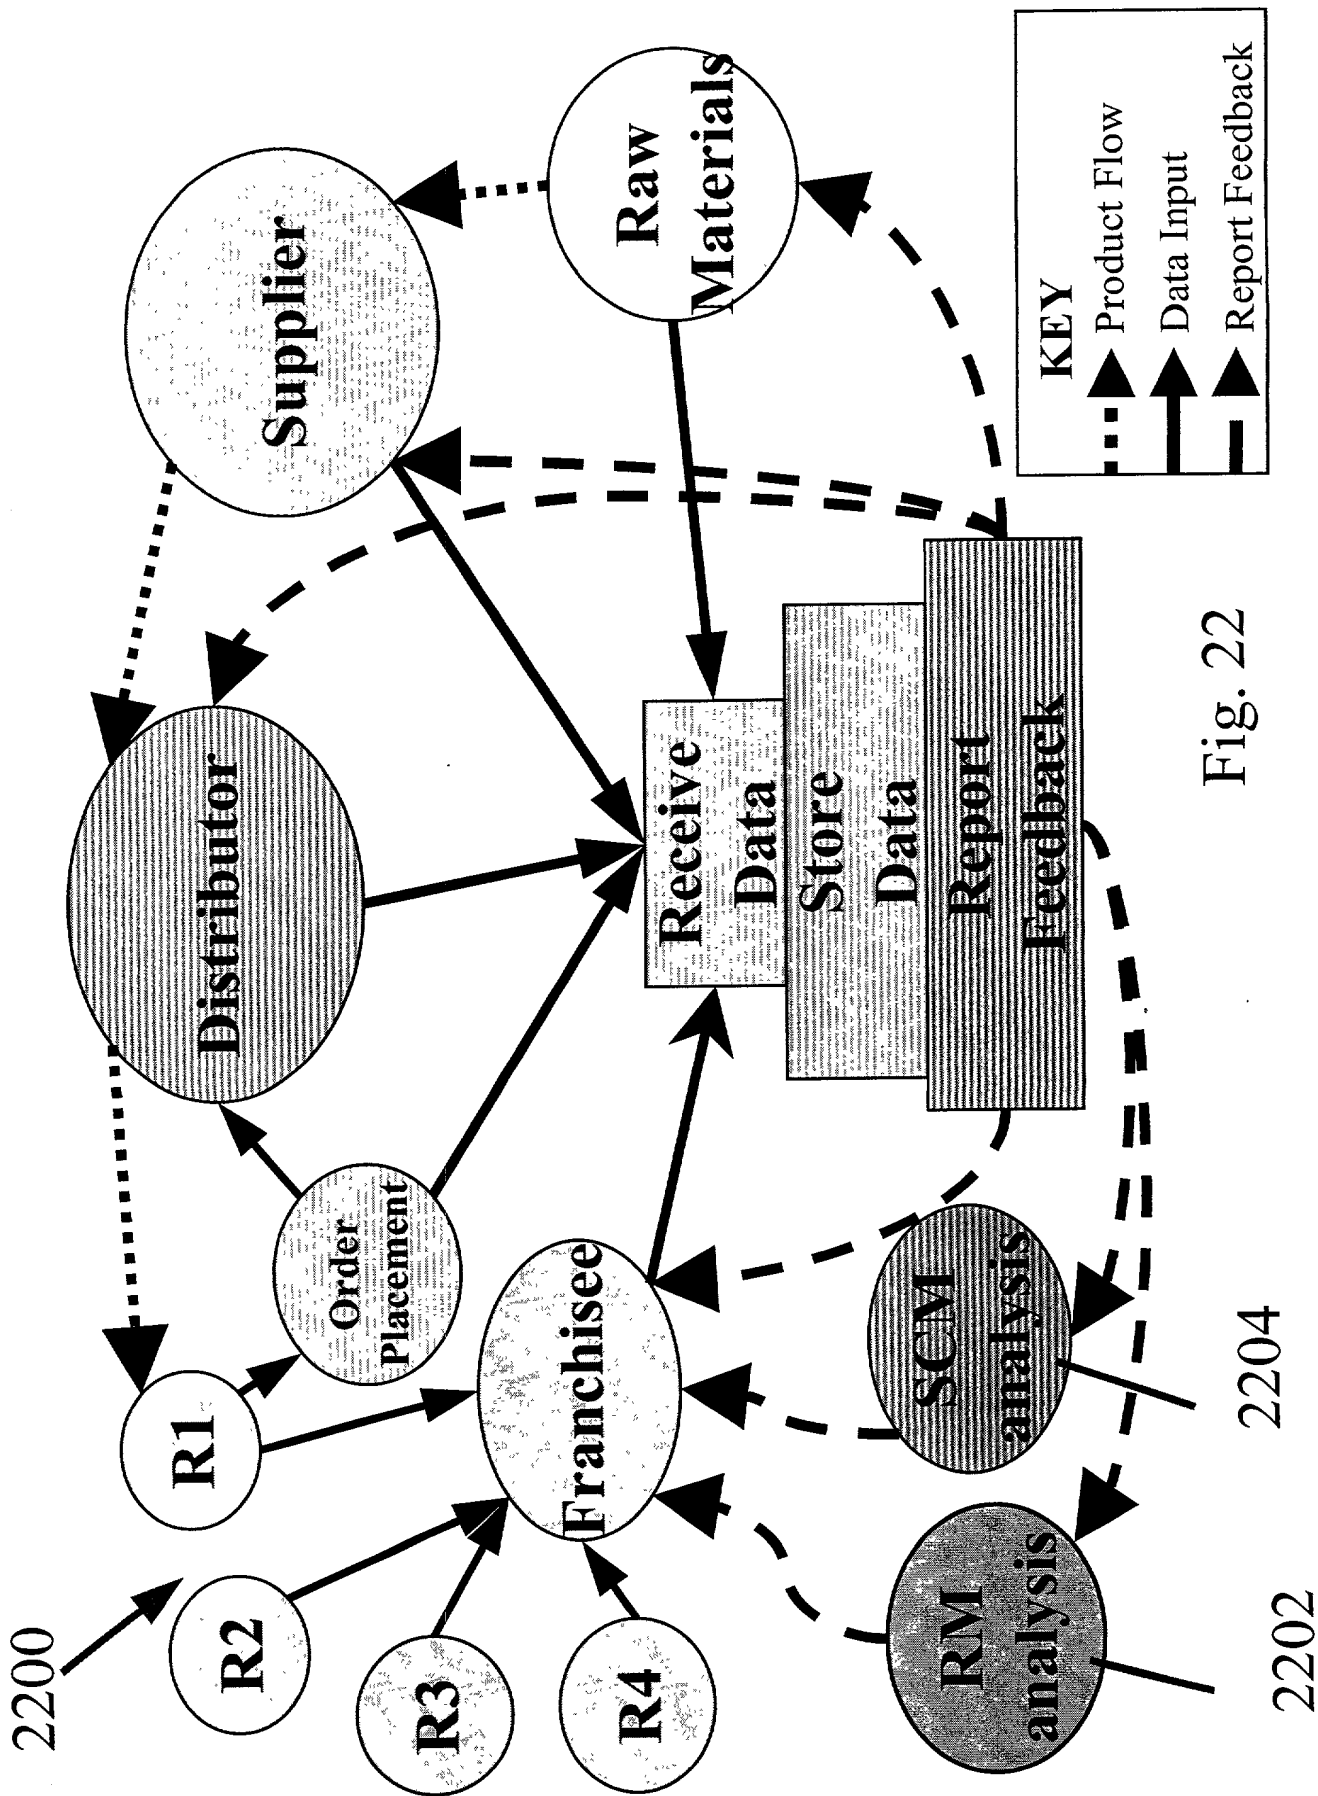 2200
R1
R2
R3
R4
Order
Placement
Distributor
Supplier
Raw
Materials
Franchisee
Receive
Data
Store
Data
Report
Feedback
SCM
analysis
RM
analysis
2202
2204
Fig. 22
KEY
Product Flow
Data Input
Report Feedback